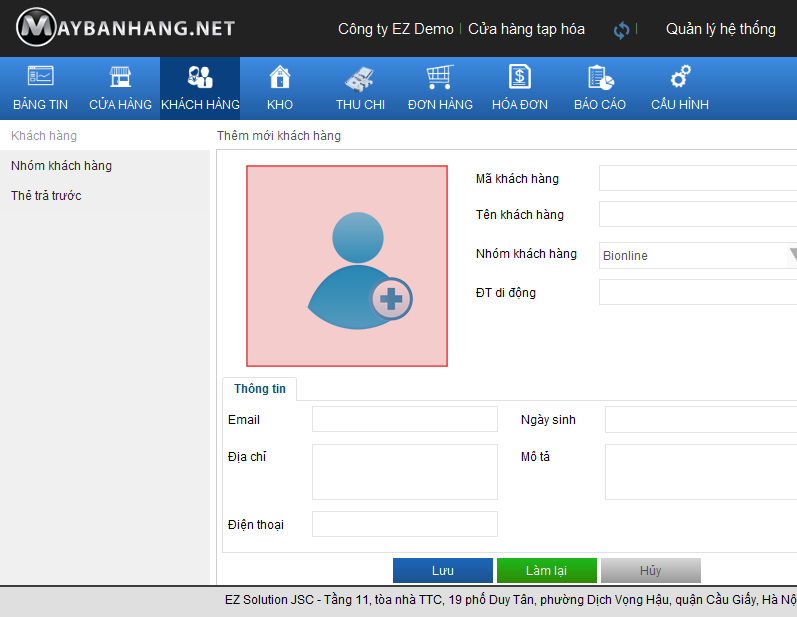 MAYBANHANG.NET
Công ty EZ Demo | Cửa hàng tạp hóa | Quản lý hệ thống
BẢNG TIN CỬA HÀNG KHÁCH HÀNG KHO THU CHI ĐƠN HÀNG HÓA ĐƠN BÁO CÁO CẤU HÌNH
Khách hàng
Nhóm khách hàng
Thẻ trả trước
Thêm mới khách hàng
Mã khách hàng
Tên khách hàng
Nhóm khách hàng Bionline
ĐT di động
Thông tin
Email Ngày sinh
Địa chỉ Mô tả
Điện thoại
Lưu Làm lại Hủy
EZ Solution JSC - Tầng 11, tòa nhà TTC, 19 phố Duy Tân, phường Dịch Vọng Hậu, quận Cầu Giấy, Hà Nộ